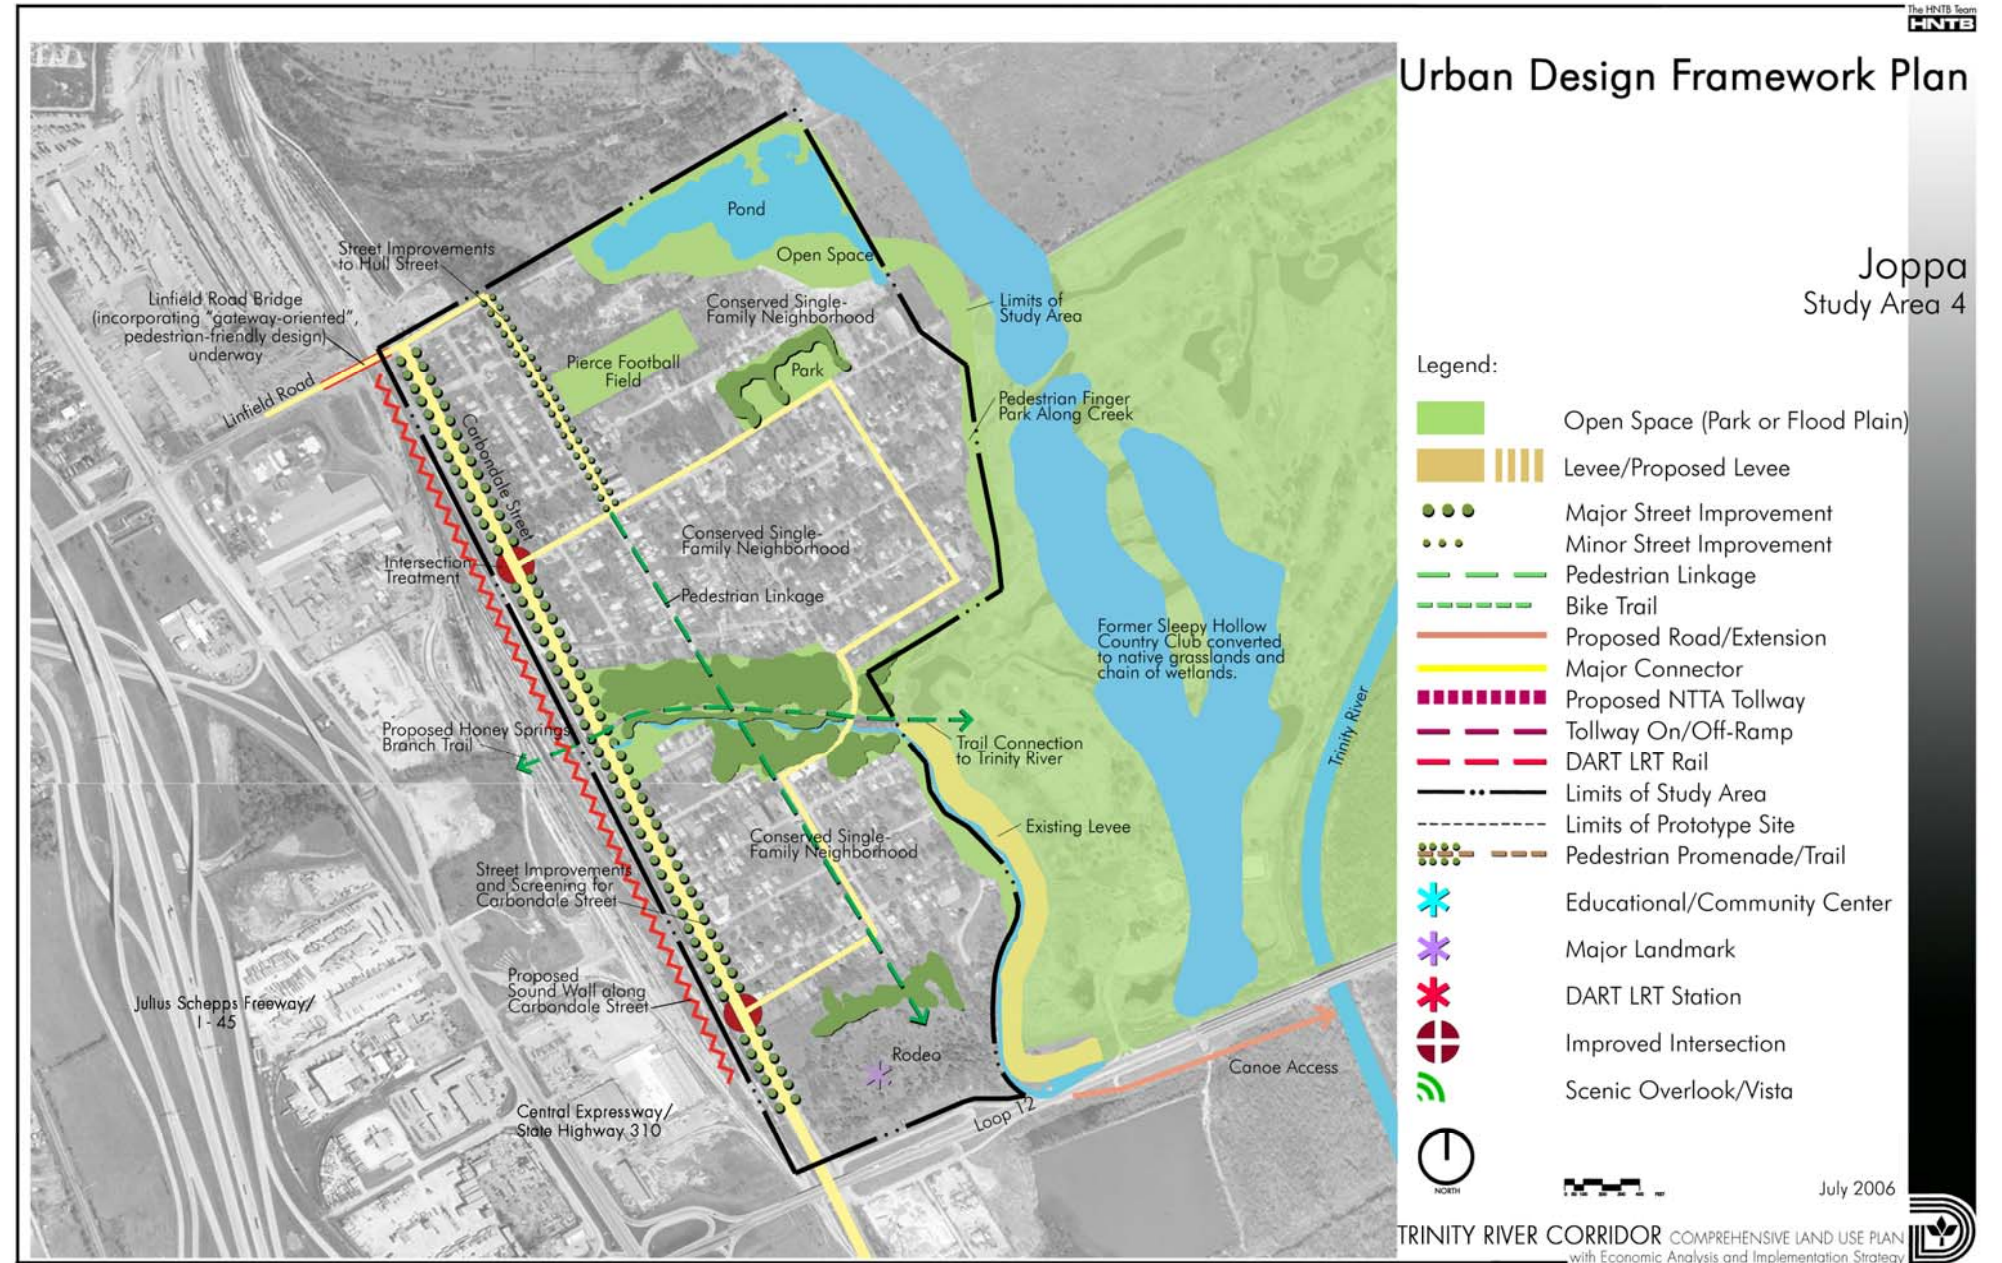 The HNTB Team
HNTB
Urban Design Framework Plan
Joppa
Study Area 4
Pond
Open Space
Street Improvements
to Hull Street
Linfield Road Bridge
(incorporating "gateway-oriented",
pedestrian-friendly design)
underway
Linfield Road
Conserved Single-
Family Neighborhood
Limits of
Study Area
Pierce Football
Field
Park
Pedestrian Finger
Park Along Creek
Carbondale Street
Conserved Single-
Family Neighborhood
Intersection
Treatment
Pedestrian Linkage
Former Sleepy Hollow
Country Club converted
to native grasslands and
chain of wetlands.
Trinity River
Proposed Honey Springs
Branch Trail
Trail Connection
to Trinity River
Existing Levee
Conserved Single-
Family Neighborhood
Street Improvements
and Screening for
Carbondale Street
Proposed
Sound Wall along
Carbondale Street
Julius Schepps Freeway/
I - 45
Rodeo
Canoe Access
Loop 12
Central Expressway/
State Highway 310
Legend:
Open Space (Park or Flood Plain)
Levee/Proposed Levee
Major Street Improvement
Minor Street Improvement
Pedestrian Linkage
Bike Trail
Proposed Road/Extension
Major Connector
Proposed NTTA Tollway
Tollway On/Off-Ramp
DART LRT Rail
Limits of Study Area
Limits of Prototype Site
Pedestrian Promenade/Trail
Educational/Community Center
Major Landmark
DART LRT Station
Improved Intersection
Scenic Overlook/Vista
NORTH
July 2006
TRINITY RIVER CORRIDOR COMPREHENSIVE LAND USE PLAN
with Economic Analysis and Implementation Strategy